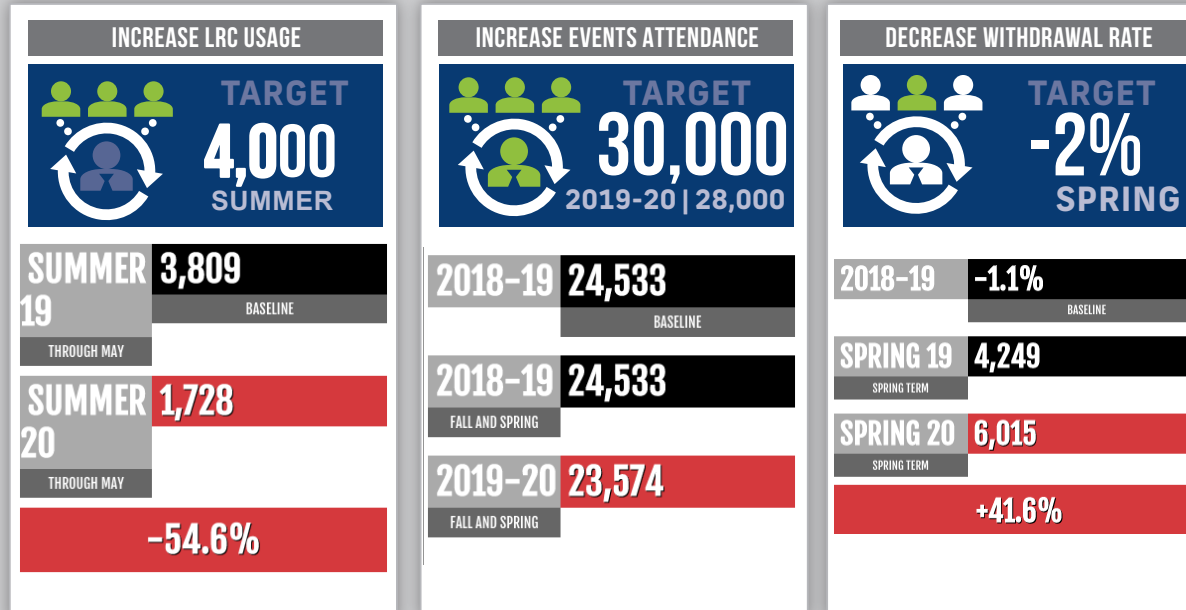 INCREASE LRC USAGE
TARGET
4,000
SUMMER
SUMMER
19
3,809
BASELINE
THROUGH MAY
SUMMER
20
1,728
THROUGH MAY
-54.6%
INCREASE EVENTS ATTENDANCE
TARGET
30,000
2019-20 | 28,000
2018-19
24,533
BASELINE
2018-19
24,533
FALL AND SPRING
2019-20
23,574
FALL AND SPRING
DECREASE WITHDRAWAL RATE
TARGET
-2%
SPRING
2018-19
-1.1%
BASELINE
SPRING 19
4,249
SPRING TERM
SPRING 20
6,015
SPRING TERM
+41.6%